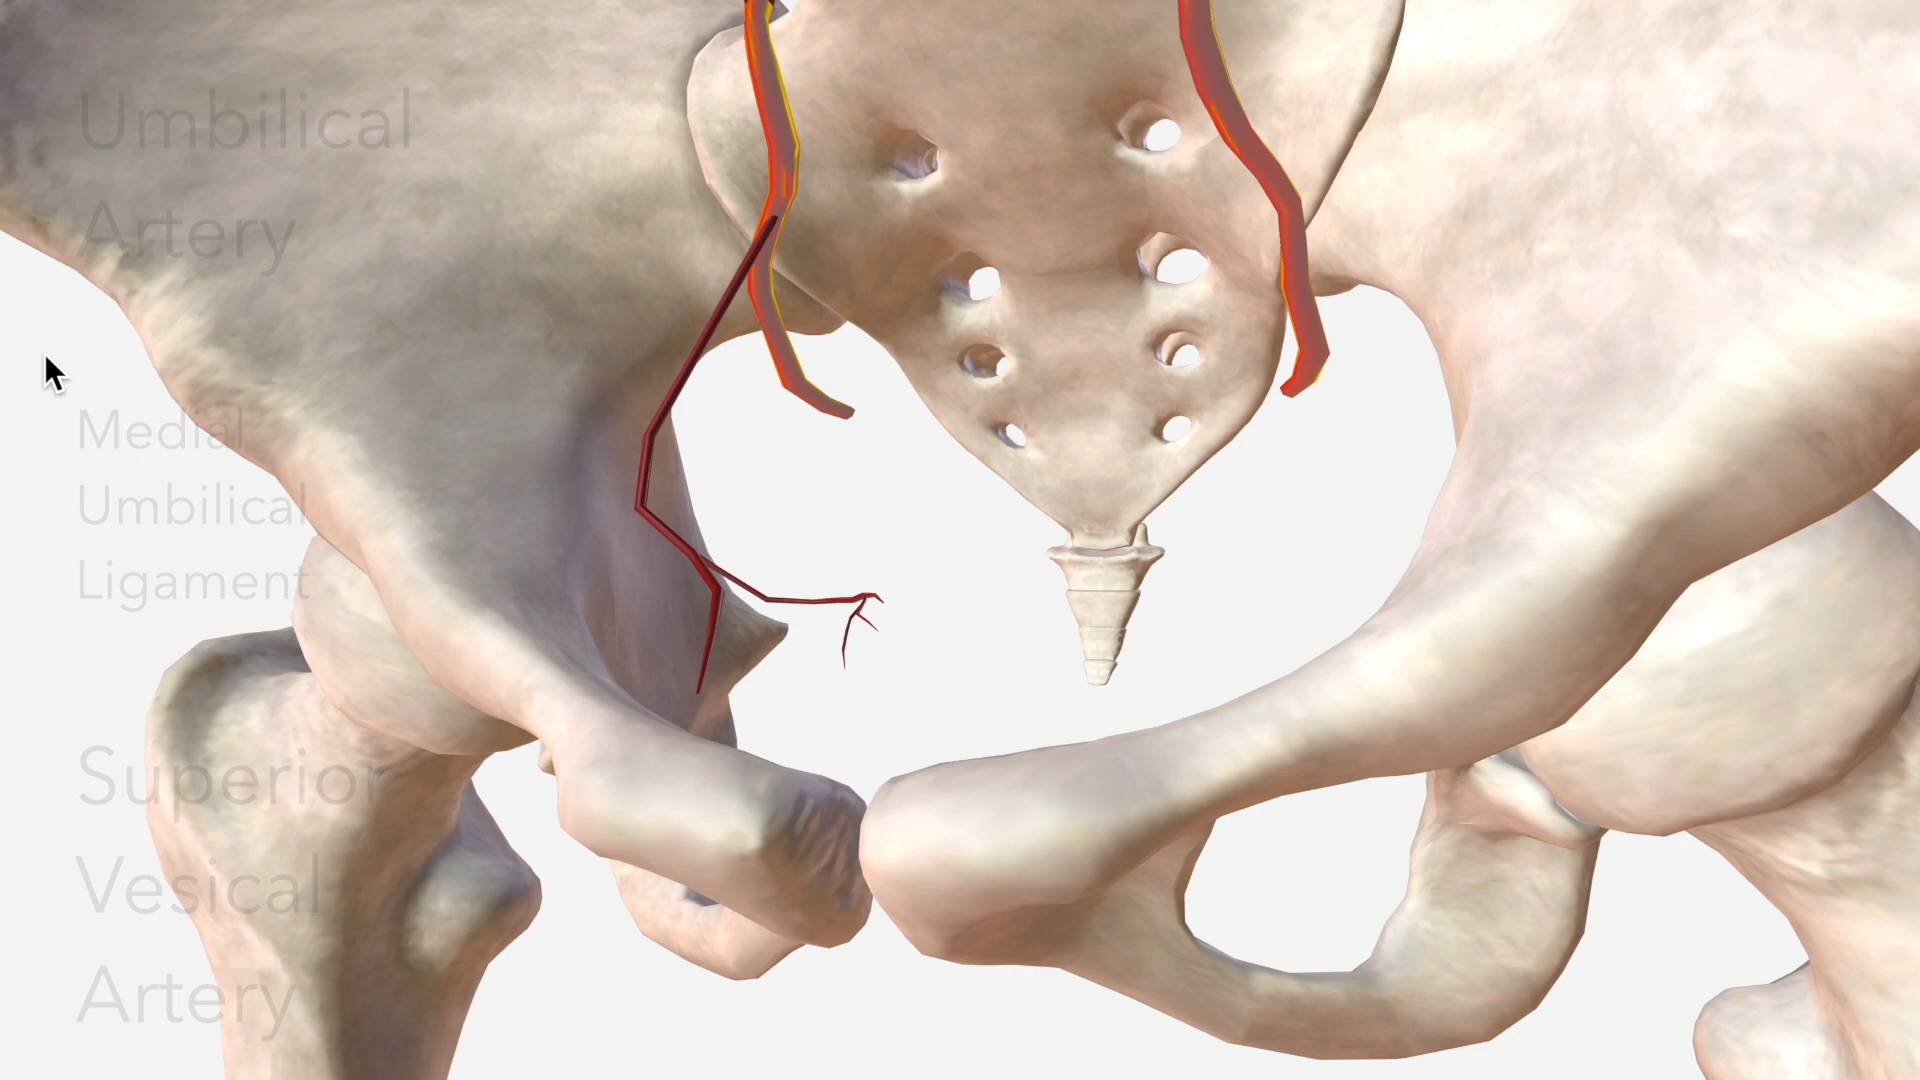 Umbilical
Artery
Medial
Umbilical
Ligament
Superior
Vesical
Artery